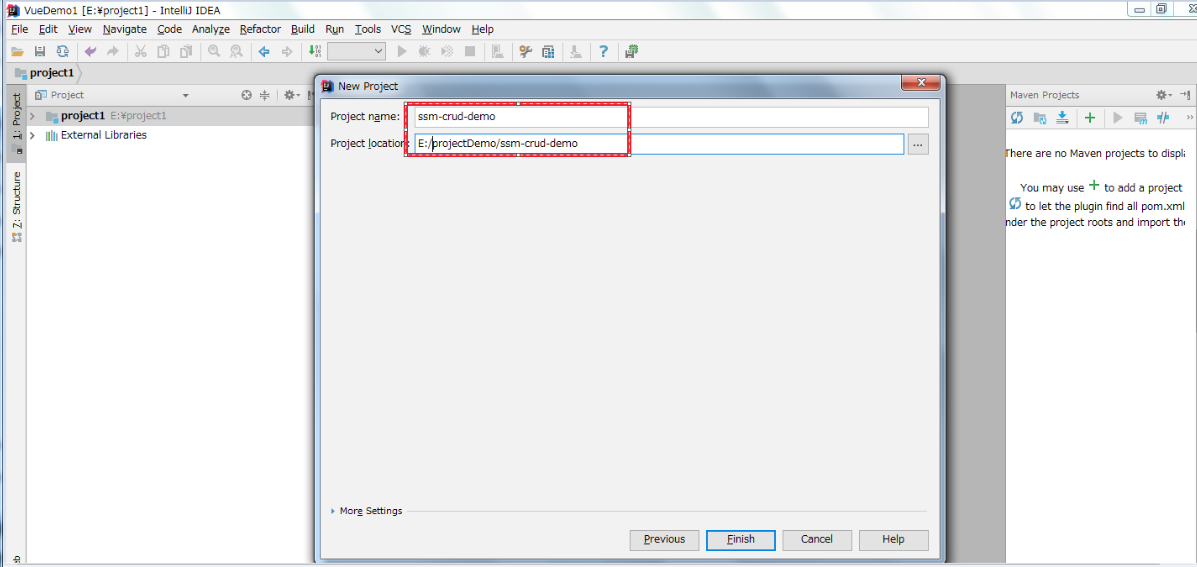 VueDemo1 [E:¥project1] - IntelliJ IDEA
File Edit View Navigate Code Analyze Refactor Build Run Tools VCS Window Help
project1
Project
1: Project
project1 E:¥project1
External Libraries
Z: Structure
New Project
Project name: ssm-crud-demo
Project location: E:/projectDemo/ssm-crud-demo
...
More Settings
Previous Finish Cancel Help
Maven Projects
There are no Maven projects to displ
You may use + to add a project
to let the plugin find all pom.xml
nder the project roots and import the